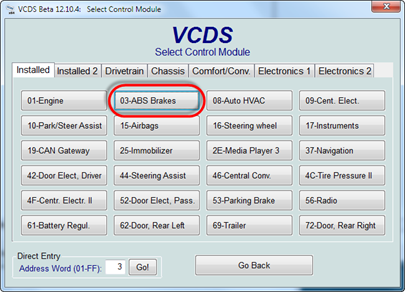 VCDS Beta 12.10.4: Select Control Module
VCDS
Select Control Module
Installed Installed 2 Drivetrain Chassis Comfort/Conv. Electronics 1 Electronics 2
01-Engine 03-ABS Brakes 08-Auto HVAC 09-Cent. Elect.
10-Park/Steer Assist 15-Airbags 16-Steering wheel 17-Instruments
19-CAN Gateway 25-Immobilizer 2E-Media Player 3 37-Navigation
42-Door Elect, Driver 44-Steering Assist 46-Central Conv. 4C-Tire Pressure II
4F-Centr. Electr. II 52-Door Elect, Pass. 53-Parking Brake 56-Radio
61-Battery Regul. 62-Door, Rear Left 69-Trailer 72-Door, Rear Right
Direct Entry
Address Word (01-FF): 3 Go! Go Back